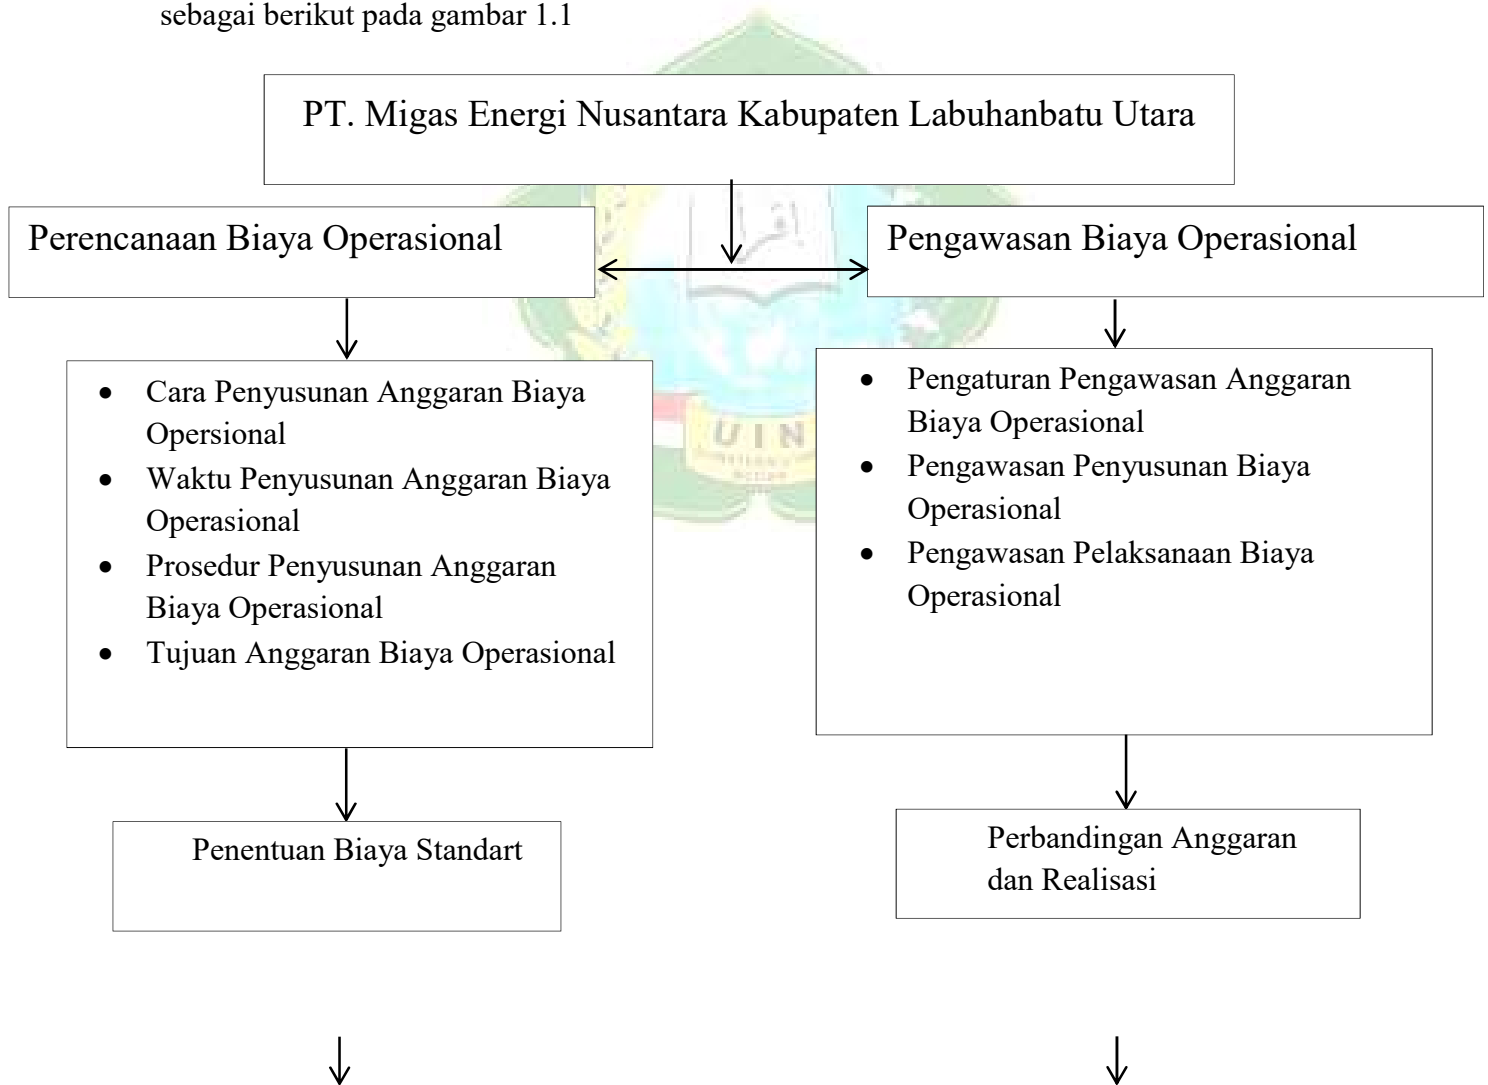 sebagai berikut pada gambar 1.1
PT. Migas Energi Nusantara Kabupaten Labuhanbatu Utara
Perencanaan Biaya Operasional
Pengawasan Biaya Operasional
• Cara Penyusunan Anggaran Biaya
Opersional
• Waktu Penyusunan Anggaran Biaya
Operasional
• Prosedur Penyusunan Anggaran
Biaya Operasional
• Tujuan Anggaran Biaya Operasional
• Pengaturan Pengawasan Anggaran
Biaya Operasional
• Pengawasan Penyusunan Biaya
Operasional
• Pengawasan Pelaksanaan Biaya
Operasional
UIN
Penentuan Biaya Standart
Perbandingan Anggaran
dan Realisasi